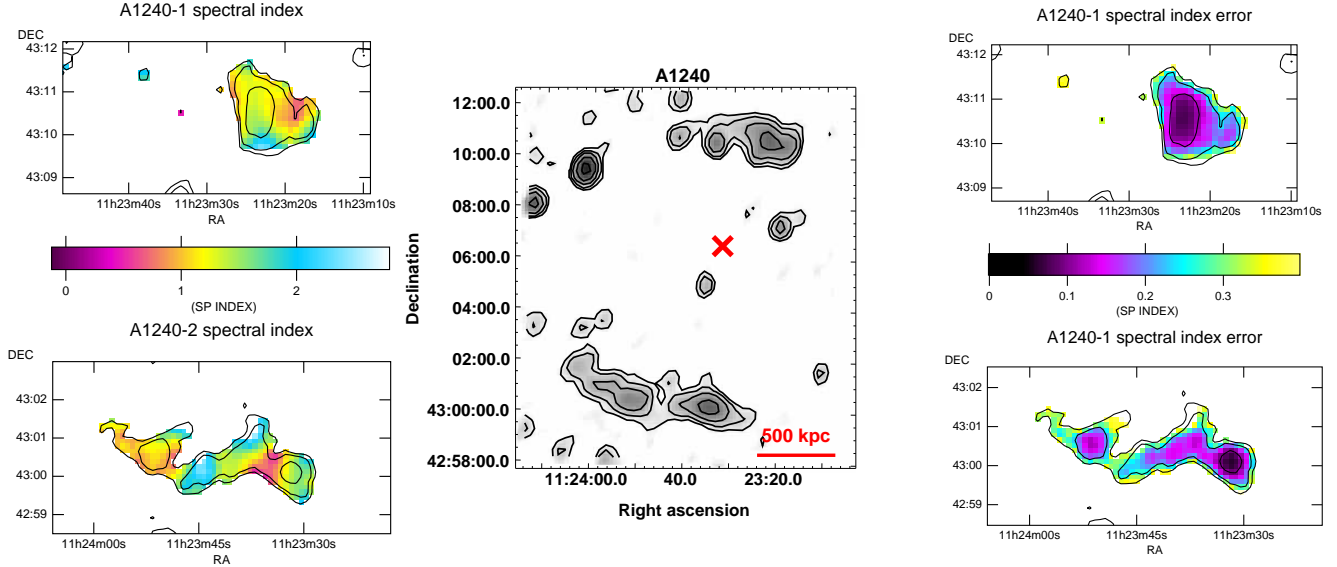 A1240-1 spectral index
DEC
43:12
43:11
43:10
43:09
11h23m40s 11h23m30s 11h23m20s 11h23m10s
RA
0 1 2
(SP INDEX)
A1240-2 spectral index
DEC
43:02
43:01
43:00
42:59
11h24m00s 11h23m45s 11h23m30s
RA
A1240
12:00.0
10:00.0
08:00.0
06:00.0
04:00.0
02:00.0
43:00:00.0
42:58:00.0
Declination
500 kpc
11:24:00.0 40.0 23:20.0
Right ascension
A1240-1 spectral index error
DEC
43:12
43:11
43:10
43:09
11h23m40s 11h23m30s 11h23m20s 11h23m10s
RA
0 0.1 0.2 0.3
(SP INDEX)
A1240-1 spectral index error
DEC
43:02
43:01
43:00
42:59
11h24m00s 11h23m45s 11h23m30s
RA